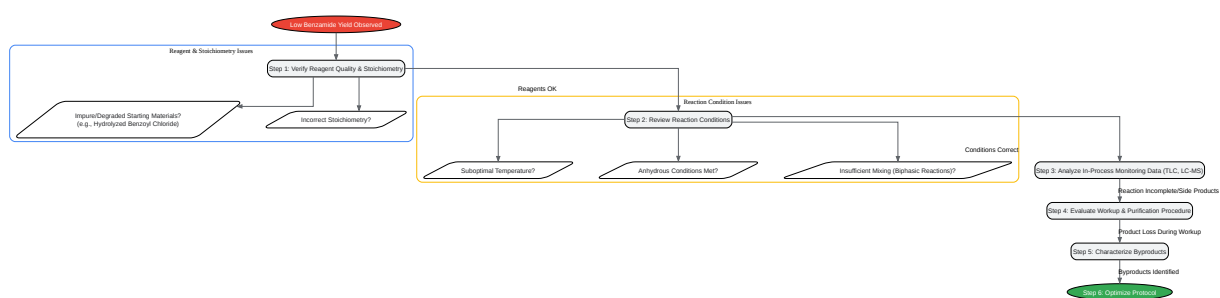 Low Benzamide Yield Observed
Reagent & Stoichiometry Issues
Step 1: Verify Reagent Quality & Stoichiometry
Impure/Degraded Starting Materials?
(e.g., Hydrolyzed Benzoyl Chloride)
Incorrect Stoichiometry?
Reagents OK
Reaction Condition Issues
Step 2: Review Reaction Conditions
Suboptimal Temperature?
Anhydrous Conditions Met?
Insufficient Mixing (Biphasic Reactions)?
Conditions Correct
Step 3: Analyze In-Process Monitoring Data (TLC, LC-MS)
Reaction Incomplete/Side Products
Step 4: Evaluate Workup & Purification Procedure
Product Loss During Workup
Step 5: Characterize Byproducts
Byproducts Identified
Step 6: Optimize Protocol